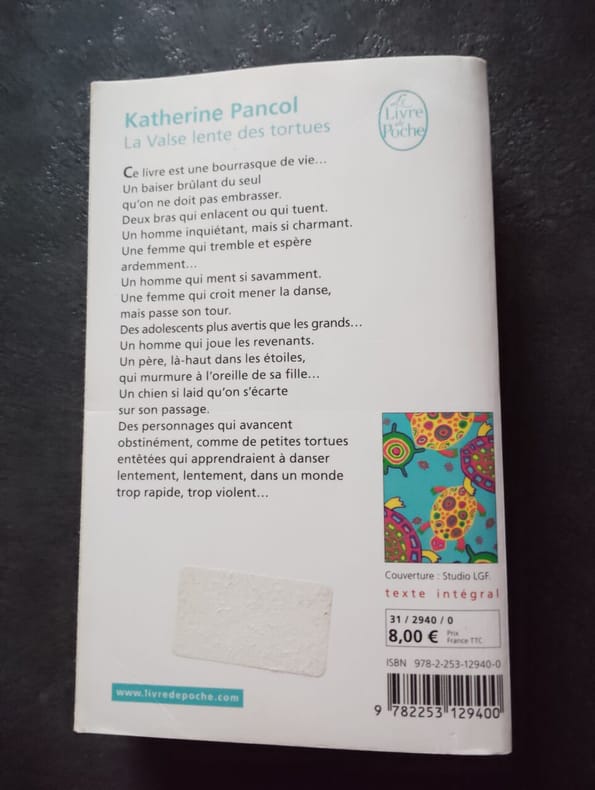 Katherine Pancol
La Valse lente des tortues
Le
Livre
de
Poche
Ce livre est une bourrasque de vie...
Un baiser brûlant du seul
qu'on ne doit pas embrasser.
Deux bras qui enlacent ou qui tuent.
Un homme inquiétant, mais si charmant.
Une femme qui tremble et espère
ardemment...
Un homme qui ment si savamment.
Une femme qui croit mener la danse,
mais passe son tour.
Des adolescents plus avertis que les grands...
Un homme qui joue les revenants.
Un père, là-haut dans les étoiles,
qui murmure à l'oreille de sa fille...
Un chien si laid qu'on s'écarte
sur son passage.
Des personnages qui avancent
obstinément, comme de petites tortues
entêtées qui apprendraient à danser
lentement, lentement, dans un monde
trop rapide, trop violent...
Couverture : Studio LGF.
texte intégral
31 / 2940 / 0
8,00 € Prix
France TTC
ISBN 978-2-253-12940-0
9 782253 129400
www.livredepoche.com